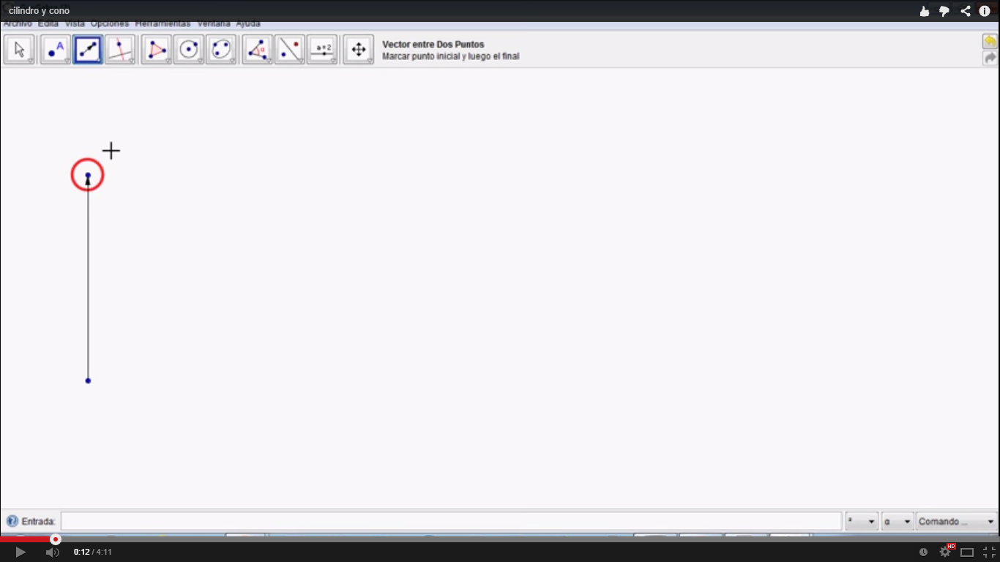 cilindro y cono
Archivo Edita Vista Opciones Herramientas Ventana Ayuda
A
α
a=2
Vector entre Dos Puntos
Marcar punto inicial y luego el final
Entrada:
α
Comando ...
0:12 / 4:11
HD